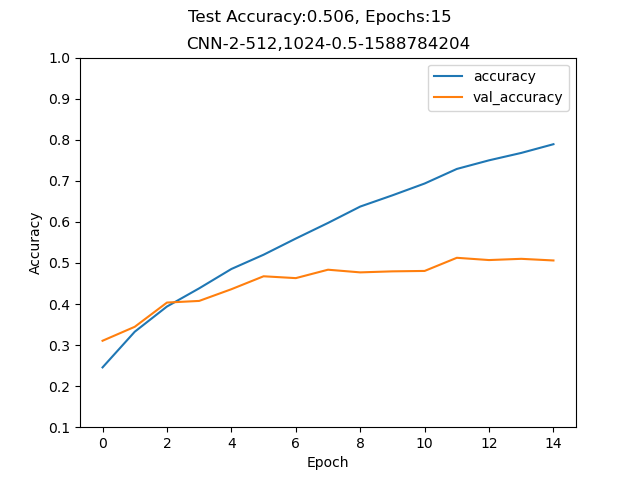 Test Accuracy:0.506, Epochs:15
CNN-2-512,1024-0.5-1588784204
accuracy
val_accuracy
1.0
0.9
0.8
0.7
0.6
0.5
0.4
0.3
0.2
0.1
Accuracy
0 2 4 6 8 10 12 14
Epoch